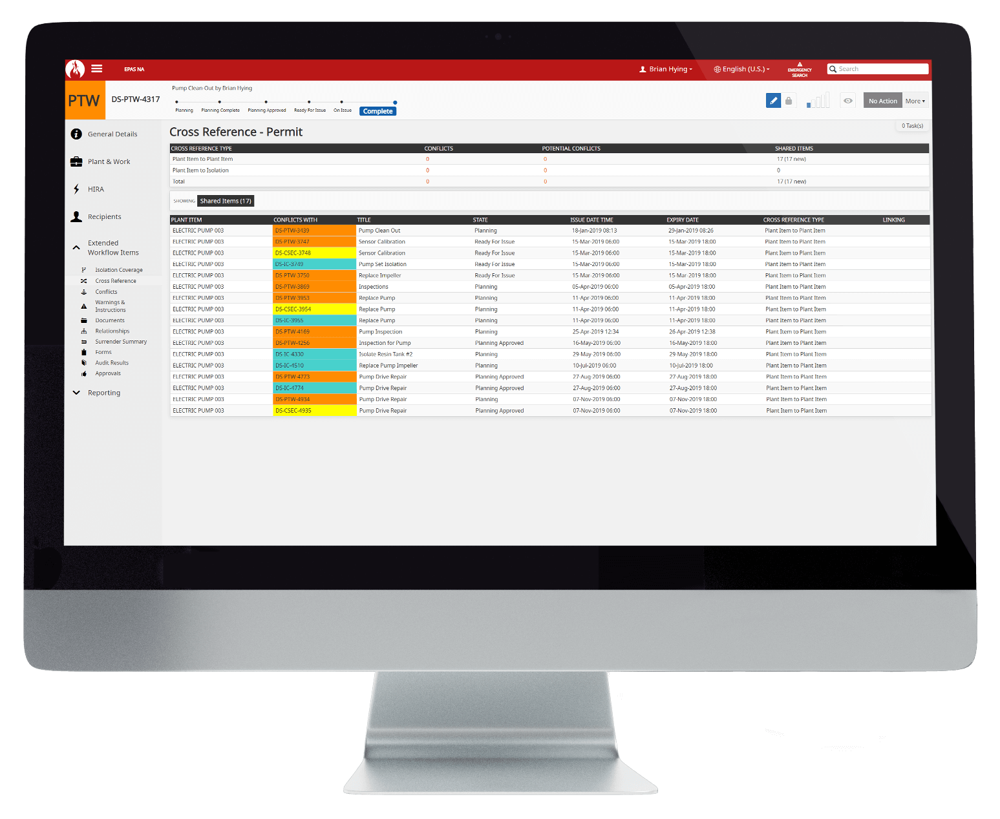 EPAS NA
Brian Hying
English (U.S.)
EMERGENCY
SEARCH
Search
PTW
DS-PTW-4317
Pump Clean Out by Brian Hying
Planning
Planning Complete
Planning Approved
Ready For Issue
On Issue
Complete
No Action
More
0 Task(s)
General Details
Plant & Work
HIRA
Recipients
Extended
Workflow Items
Isolation Coverage
Cross Reference
Conflicts
Warnings &
Instructions
Documents
Relationships
Surrender Summary
Forms
Audit Results
Approvals
Reporting
Cross Reference - Permit
CROSS REFERENCE TYPE CONFLICTS POTENTIAL CONFLICTS SHARED ITEMS
Plant Item to Plant Item 0 0 17 (17 new)
Plant Item to Isolation 0 0 0
Total 0 0 17 (17 new)
SHOWING Shared Items (17)
PLANT ITEM CONFLICTS WITH TITLE STATE ISSUE DATE TIME EXPIRY DATE CROSS REFERENCE TYPE LINKING
ELECTRIC PUMP 003 DS-PTW-3439 Pump Clean Out Planning 18-Jan-2019 08:13 29-Jan-2019 08:26 Plant Item to Plant Item
ELECTRIC PUMP 003 DS-PTW-3747 Sensor Calibration Ready For Issue 15-Mar-2019 06:00 15-Mar-2019 18:00 Plant Item to Plant Item
ELECTRIC PUMP 003 DS-CSEC-3748 Sensor Calibration Ready For Issue 15-Mar-2019 06:00 15-Mar-2019 18:00 Plant Item to Plant Item
ELECTRIC PUMP 003 DS-IC-3749 Pump Set Isolation Ready For Issue 15-Mar-2019 06:00 15-Mar-2019 18:00 Plant Item to Plant Item
ELECTRIC PUMP 003 DS-PTW-3750 Replace Impeller Ready For Issue 15-Mar-2019 06:00 15-Mar-2019 18:00 Plant Item to Plant Item
ELECTRIC PUMP 003 DS-PTW-3869 Inspections Planning 05-Apr-2019 06:00 05-Apr-2019 18:00 Plant Item to Plant Item
ELECTRIC PUMP 003 DS-PTW-3953 Replace Pump Planning 11-Apr-2019 06:00 11-Apr-2019 18:00 Plant Item to Plant Item
ELECTRIC PUMP 003 DS-CSEC-3954 Replace Pump Planning 11-Apr-2019 06:00 11-Apr-2019 18:00 Plant Item to Plant Item
ELECTRIC PUMP 003 DS-IC-3955 Replace Pump Planning 11-Apr-2019 06:00 11-Apr-2019 18:00 Plant Item to Plant Item
ELECTRIC PUMP 003 DS-PTW-4169 Pump Inspection Planning 25-Apr-2019 12:34 26-Apr-2019 12:38 Plant Item to Plant Item
ELECTRIC PUMP 003 DS-PTW-4256 Inspection for Pump Planning Approved 16-May-2019 06:00 16-May-2019 18:00 Plant Item to Plant Item
ELECTRIC PUMP 003 DS-IC-4330 Isolate Resin Tank #2 Planning 29-May-2019 06:00 29-May-2019 18:00 Plant Item to Plant Item
ELECTRIC PUMP 003 DS-IC-4510 Replace Pump Impeller Planning 10-Jul-2019 06:00 10-Jul-2019 18:00 Plant Item to Plant Item
ELECTRIC PUMP 003 DS-PTW-4773 Pump Drive Repair Planning Approved 27-Aug-2019 06:00 27-Aug-2019 18:00 Plant Item to Plant Item
ELECTRIC PUMP 003 DS-IC-4774 Pump Drive Repair Planning Approved 27-Aug-2019 06:00 27-Aug-2019 18:00 Plant Item to Plant Item
ELECTRIC PUMP 003 DS-PTW-4934 Pump Drive Repair Planning 07-Nov-2019 06:00 07-Nov-2019 18:00 Plant Item to Plant Item
ELECTRIC PUMP 003 DS-CSEC-4935 Pump Drive Repair Planning Approved 07-Nov-2019 06:00 07-Nov-2019 18:00 Plant Item to Plant Item